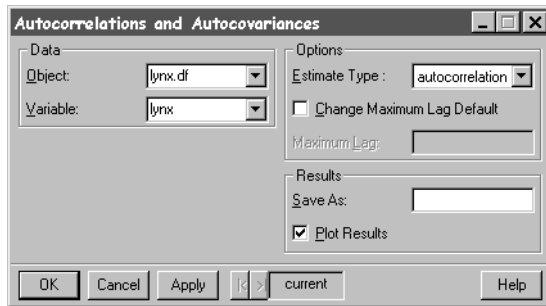 Autocorrelations and Autocovariances
Data
Object: lynx.df
Variable: lynx
Options
Estimate Type : autocorrelation
Change Maximum Lag Default
Maximum Lag:
Results
Save As:
Plot Results
OK Cancel Apply current Help